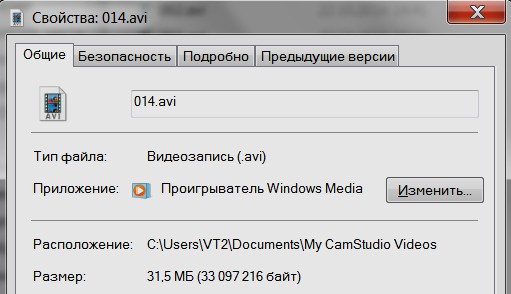 Свойства: 014.avi
Общие Безопасность Подробно Предыдущие версии
AVI
014.avi
Тип файла: Видеозапись (.avi)
Приложение: Проигрыватель Windows Media Изменить...
Расположение: C:\Users\VT2\Documents\My CamStudio Videos
Размер: 31,5 МБ (33 097 216 байт)